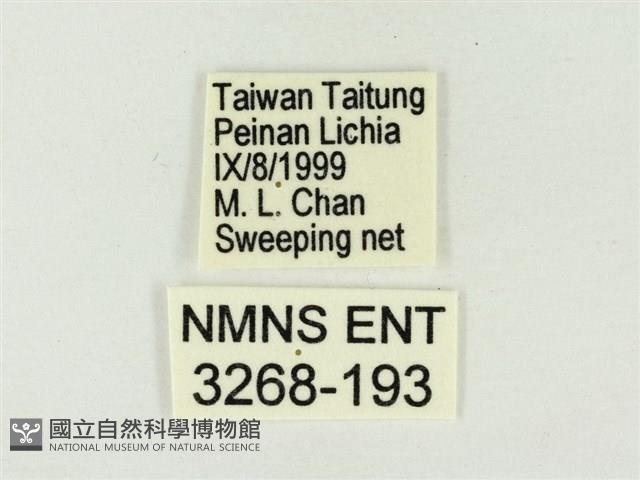 Taiwan Taitung
Peinan Lichia
IX/8/1999
M. L. Chan
Sweeping net
NMNS ENT
3268-193
國立自然科學博物館
NATIONAL MUSEUM OF NATURAL SCIENCE